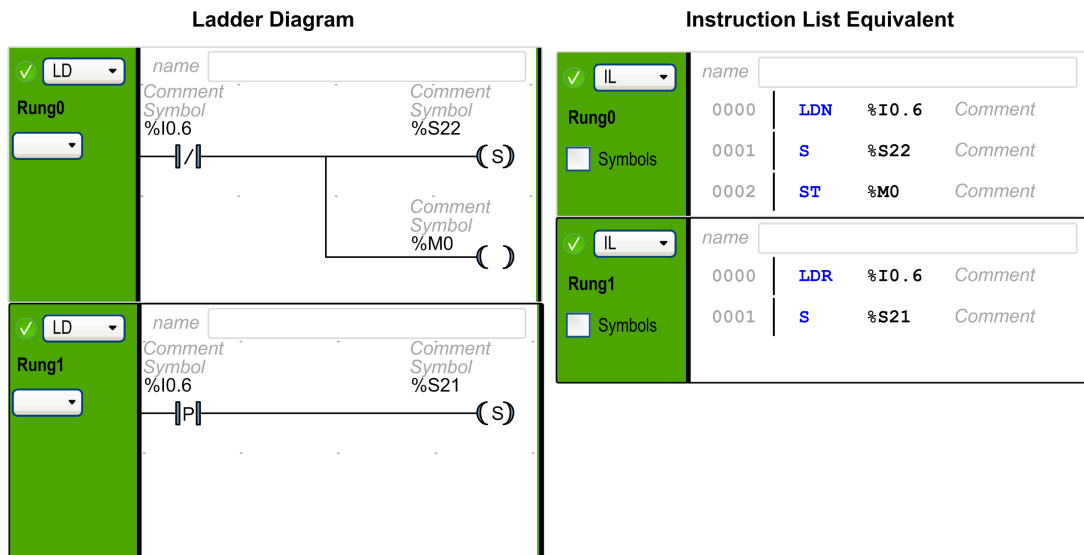 Ladder Diagram
LD
name
Rung0
Comment
Symbol
%I0.6
/
Comment
Symbol
%S22
S
Comment
Symbol
%M0
LD
name
Rung1
Comment
Symbol
%I0.6
P
Comment
Symbol
%S21
S
Instruction List Equivalent
IL
name
Rung0
Symbols
0000 LDN %I0.6 Comment
0001 S %S22 Comment
0002 ST %M0 Comment
IL
name
Rung1
Symbols
0000 LDR %I0.6 Comment
0001 S %S21 Comment